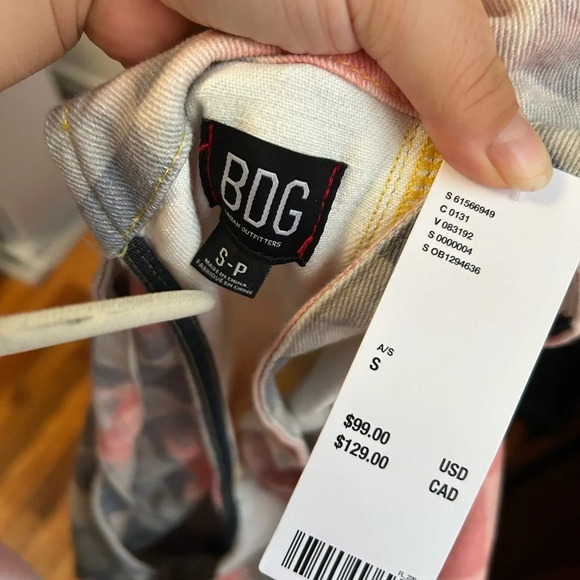 BDG
URBAN OUTFITTERS
S-P
MADE IN CHINA
FABRIQUÉ EN CHINE
S 61566949
C 0131
V 083192
S 0000004
S OB1294636
A/S
S
$99.00 USD
$129.00 CAD